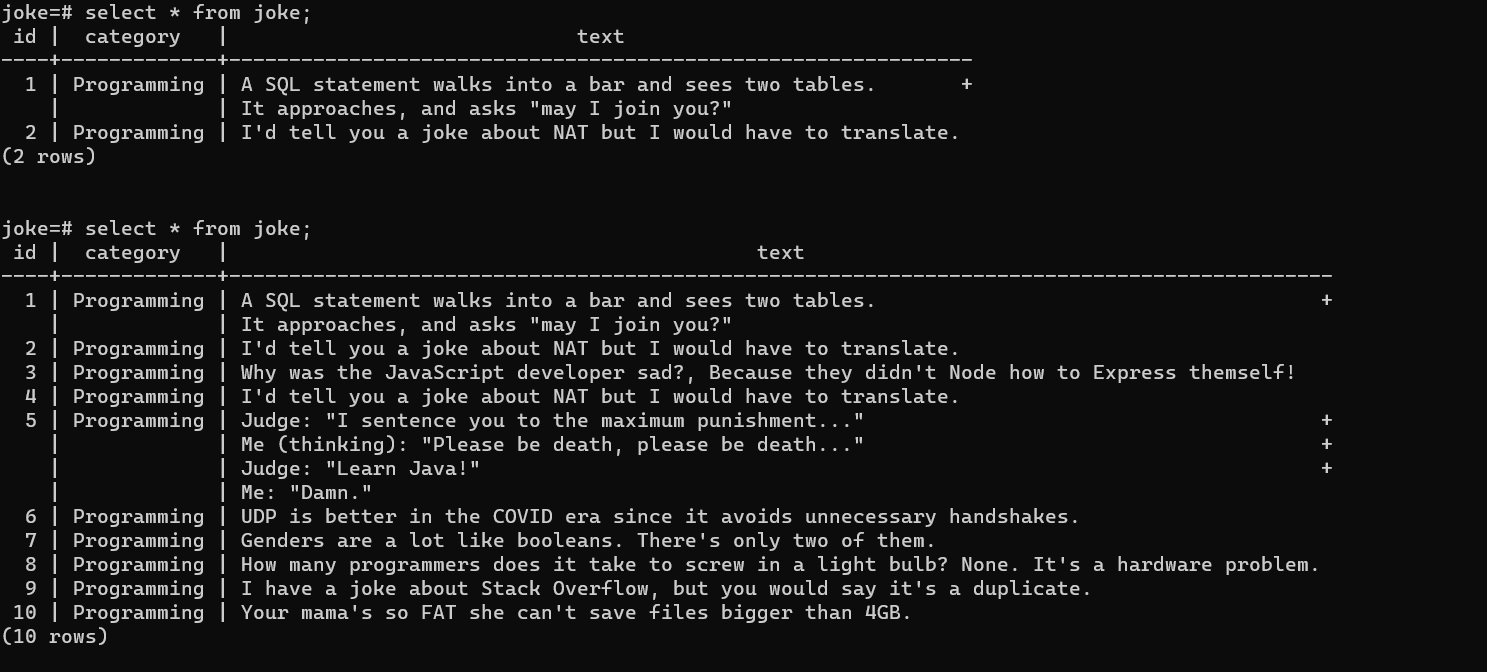 joke=# select * from joke;
 id |  category   |                             text
----+-------------+--------------------------------------------------------------
  1 | Programming | A SQL statement walks into a bar and sees two tables.       +
    |             | It approaches, and asks "may I join you?"
  2 | Programming | I'd tell you a joke about NAT but I would have to translate.
(2 rows)
joke=# select * from joke;
 id |  category   |                                            text
----+-------------+--------------------------------------------------------------------------------------------
  1 | Programming | A SQL statement walks into a bar and sees two tables.                                     +
    |             | It approaches, and asks "may I join you?"
  2 | Programming | I'd tell you a joke about NAT but I would have to translate.
  3 | Programming | Why was the JavaScript developer sad?, Because they didn't Node how to Express themself!
  4 | Programming | I'd tell you a joke about NAT but I would have to translate.
  5 | Programming | Judge: "I sentence you to the maximum punishment..."                                      +
    |             | Me (thinking): "Please be death, please be death..."                                      +
    |             | Judge: "Learn Java!"                                                                      +
    |             | Me: "Damn."
  6 | Programming | UDP is better in the COVID era since it avoids unnecessary handshakes.
  7 | Programming | Genders are a lot like booleans. There's only two of them.
  8 | Programming | How many programmers does it take to screw in a light bulb? None. It's a hardware problem.
  9 | Programming | I have a joke about Stack Overflow, but you would say it's a duplicate.
 10 | Programming | Your mama's so FAT she can't save files bigger than 4GB.
(10 rows)